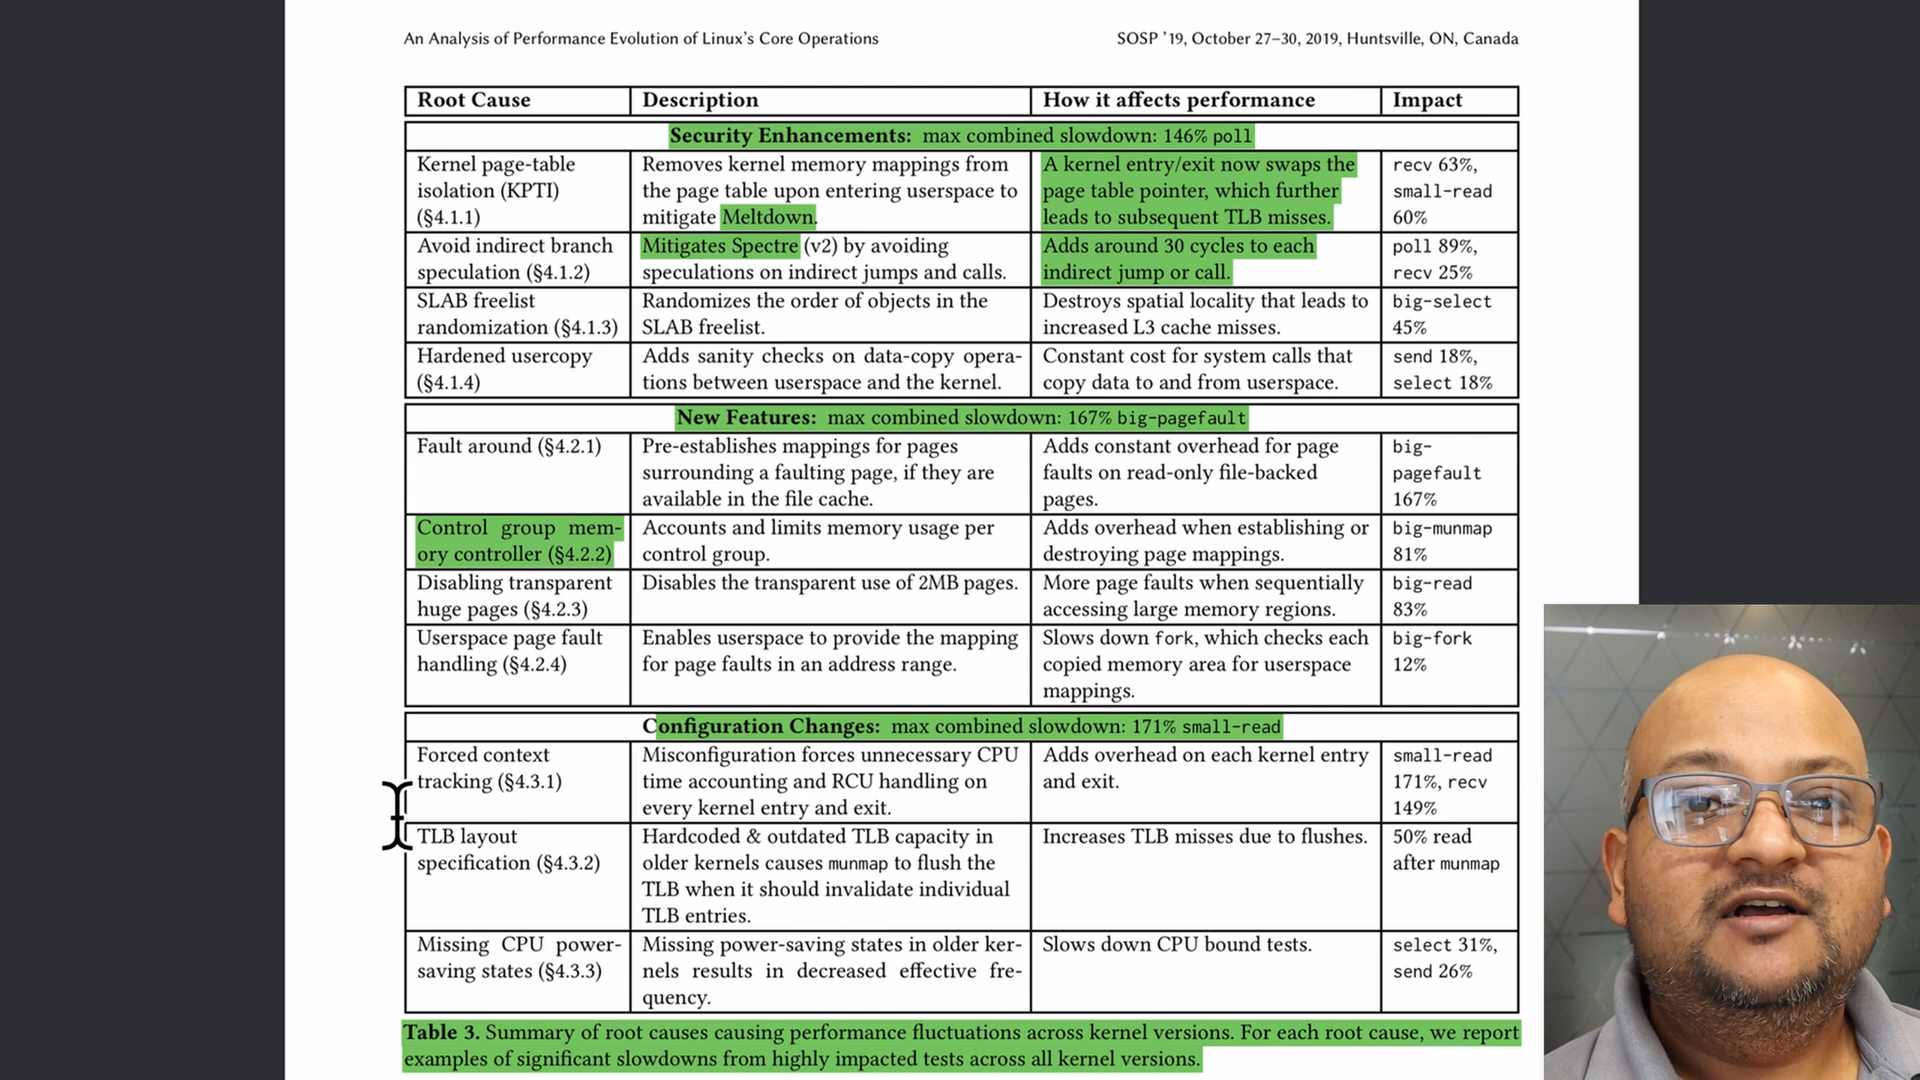 An Analysis of Performance Evolution of Linux's Core Operations
SOSP '19, October 27–30, 2019, Huntsville, ON, Canada
Root Cause
Description
How it affects performance
Impact
Security Enhancements: max combined slowdown: 146% poll
Kernel page-table
isolation (KPTI)
(§4.1.1)
Removes kernel memory mappings from
the page table upon entering userspace to
mitigate Meltdown.
A kernel entry/exit now swaps the
page table pointer, which further
leads to subsequent TLB misses.
recv 63%,
small-read
60%
Avoid indirect branch
speculation (§4.1.2)
Mitigates Spectre (v2) by avoiding
speculations on indirect jumps and calls.
Adds around 30 cycles to each
indirect jump or call.
poll 89%,
recv 25%
SLAB freelist
randomization (§4.1.3)
Randomizes the order of objects in the
SLAB freelist.
Destroys spatial locality that leads to
increased L3 cache misses.
big-select
45%
Hardened usercopy
(§4.1.4)
Adds sanity checks on data-copy opera-
tions between userspace and the kernel.
Constant cost for system calls that
copy data to and from userspace.
send 18%,
select 18%
New Features: max combined slowdown: 167% big-pagefault
Fault around (§4.2.1)
Pre-establishes mappings for pages
surrounding a faulting page, if they are
available in the file cache.
Adds constant overhead for page
faults on read-only file-backed
pages.
big-
pagefault
167%
Control group mem-
ory controller (§4.2.2)
Accounts and limits memory usage per
control group.
Adds overhead when establishing or
destroying page mappings.
big-munmap
81%
Disabling transparent
huge pages (§4.2.3)
Disables the transparent use of 2MB pages.
More page faults when sequentially
accessing large memory regions.
big-read
83%
Userspace page fault
handling (§4.2.4)
Enables userspace to provide the mapping
for page faults in an address range.
Slows down fork, which checks each
copied memory area for userspace
mappings.
big-fork
12%
Configuration Changes: max combined slowdown: 171% small-read
Forced context
tracking (§4.3.1)
Misconfiguration forces unnecessary CPU
time accounting and RCU handling on
every kernel entry and exit.
Adds overhead on each kernel entry
and exit.
small-read
171%, recv
149%
TLB layout
specification (§4.3.2)
Hardcoded & outdated TLB capacity in
older kernels causes munmap to flush the
TLB when it should invalidate individual
TLB entries.
Increases TLB misses due to flushes.
50% read
after munmap
Missing CPU power-
saving states (§4.3.3)
Missing power-saving states in older ker-
nels results in decreased effective fre-
quency.
Slows down CPU bound tests.
select 31%,
send 26%
Table 3. Summary of root causes causing performance fluctuations across kernel versions. For each root cause, we report
examples of significant slowdowns from highly impacted tests across all kernel versions.